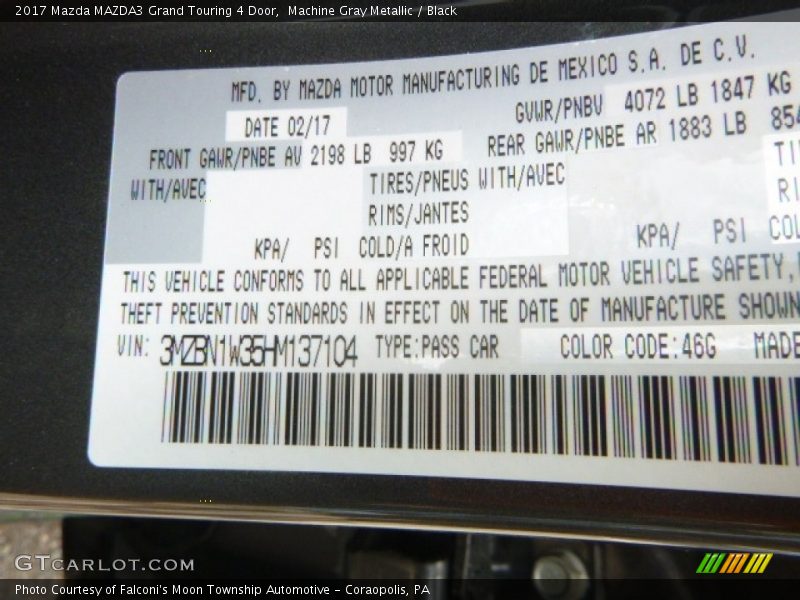 2017 Mazda MAZDA3 Grand Touring 4 Door,  Machine Gray Metallic / Black
MFD. BY MAZDA MOTOR MANUFACTURING DE MEXICO S.A. DE C.V.
DATE 02/17 GVWR/PNBV 4072 LB 1847 KG
FRONT GAWR/PNBE AV 2198 LB 997 KG REAR GAWR/PNBE AR 1883 LB 854
WITH/AVEC TIRES/PNEUS WITH/AVEC
RIMS/JANTES
KPA/ PSI COLD/A FROID KPA/ PSI COL
THIS VEHICLE CONFORMS TO ALL APPLICABLE FEDERAL MOTOR VEHICLE SAFETY,
THEFT PREVENTION STANDARDS IN EFFECT ON THE DATE OF MANUFACTURE SHOWN
VIN: 3MZBN1W35HM137104 TYPE:PASS CAR COLOR CODE:46G MADE
GTCARLOT.COM
Photo Courtesy of Falconi's Moon Township Automotive - Coraopolis, PA